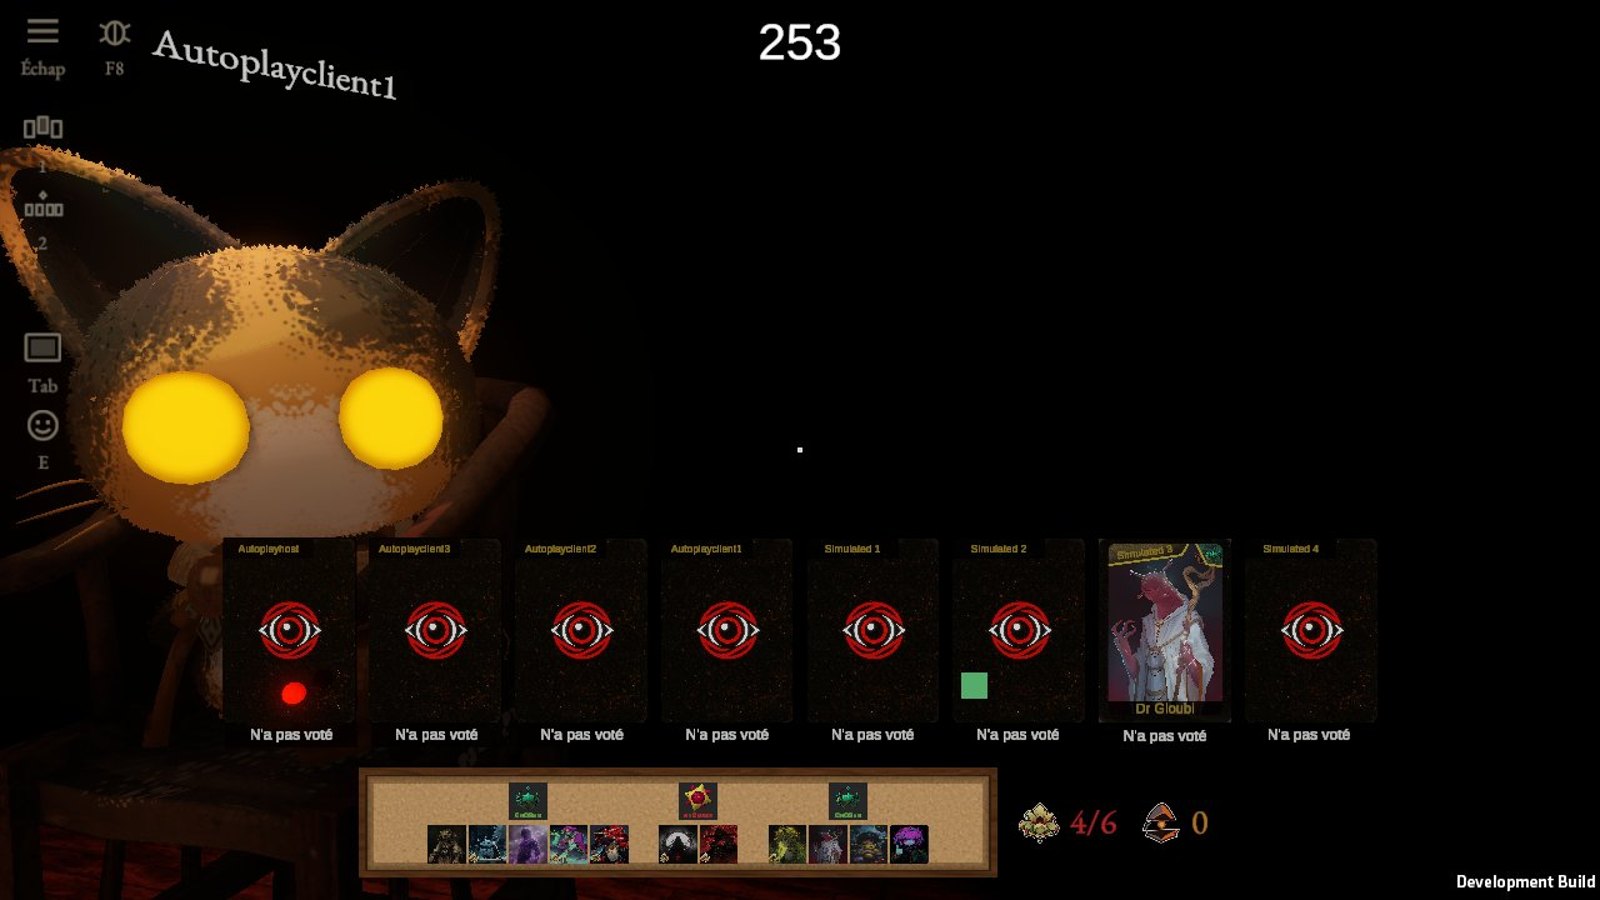 Échap
F8
Autoplayclient1
253
1
2
Tab
E
Autoplayhost
Autoplayclient3
Autoplayclient2
Autoplayclient1
Simulated 1
Simulated 2
Simulated 3
Simulated 4
Dr Gloubi
N'a pas voté
N'a pas voté
N'a pas voté
N'a pas voté
N'a pas voté
N'a pas voté
N'a pas voté
N'a pas voté
4/6
0
Development Build